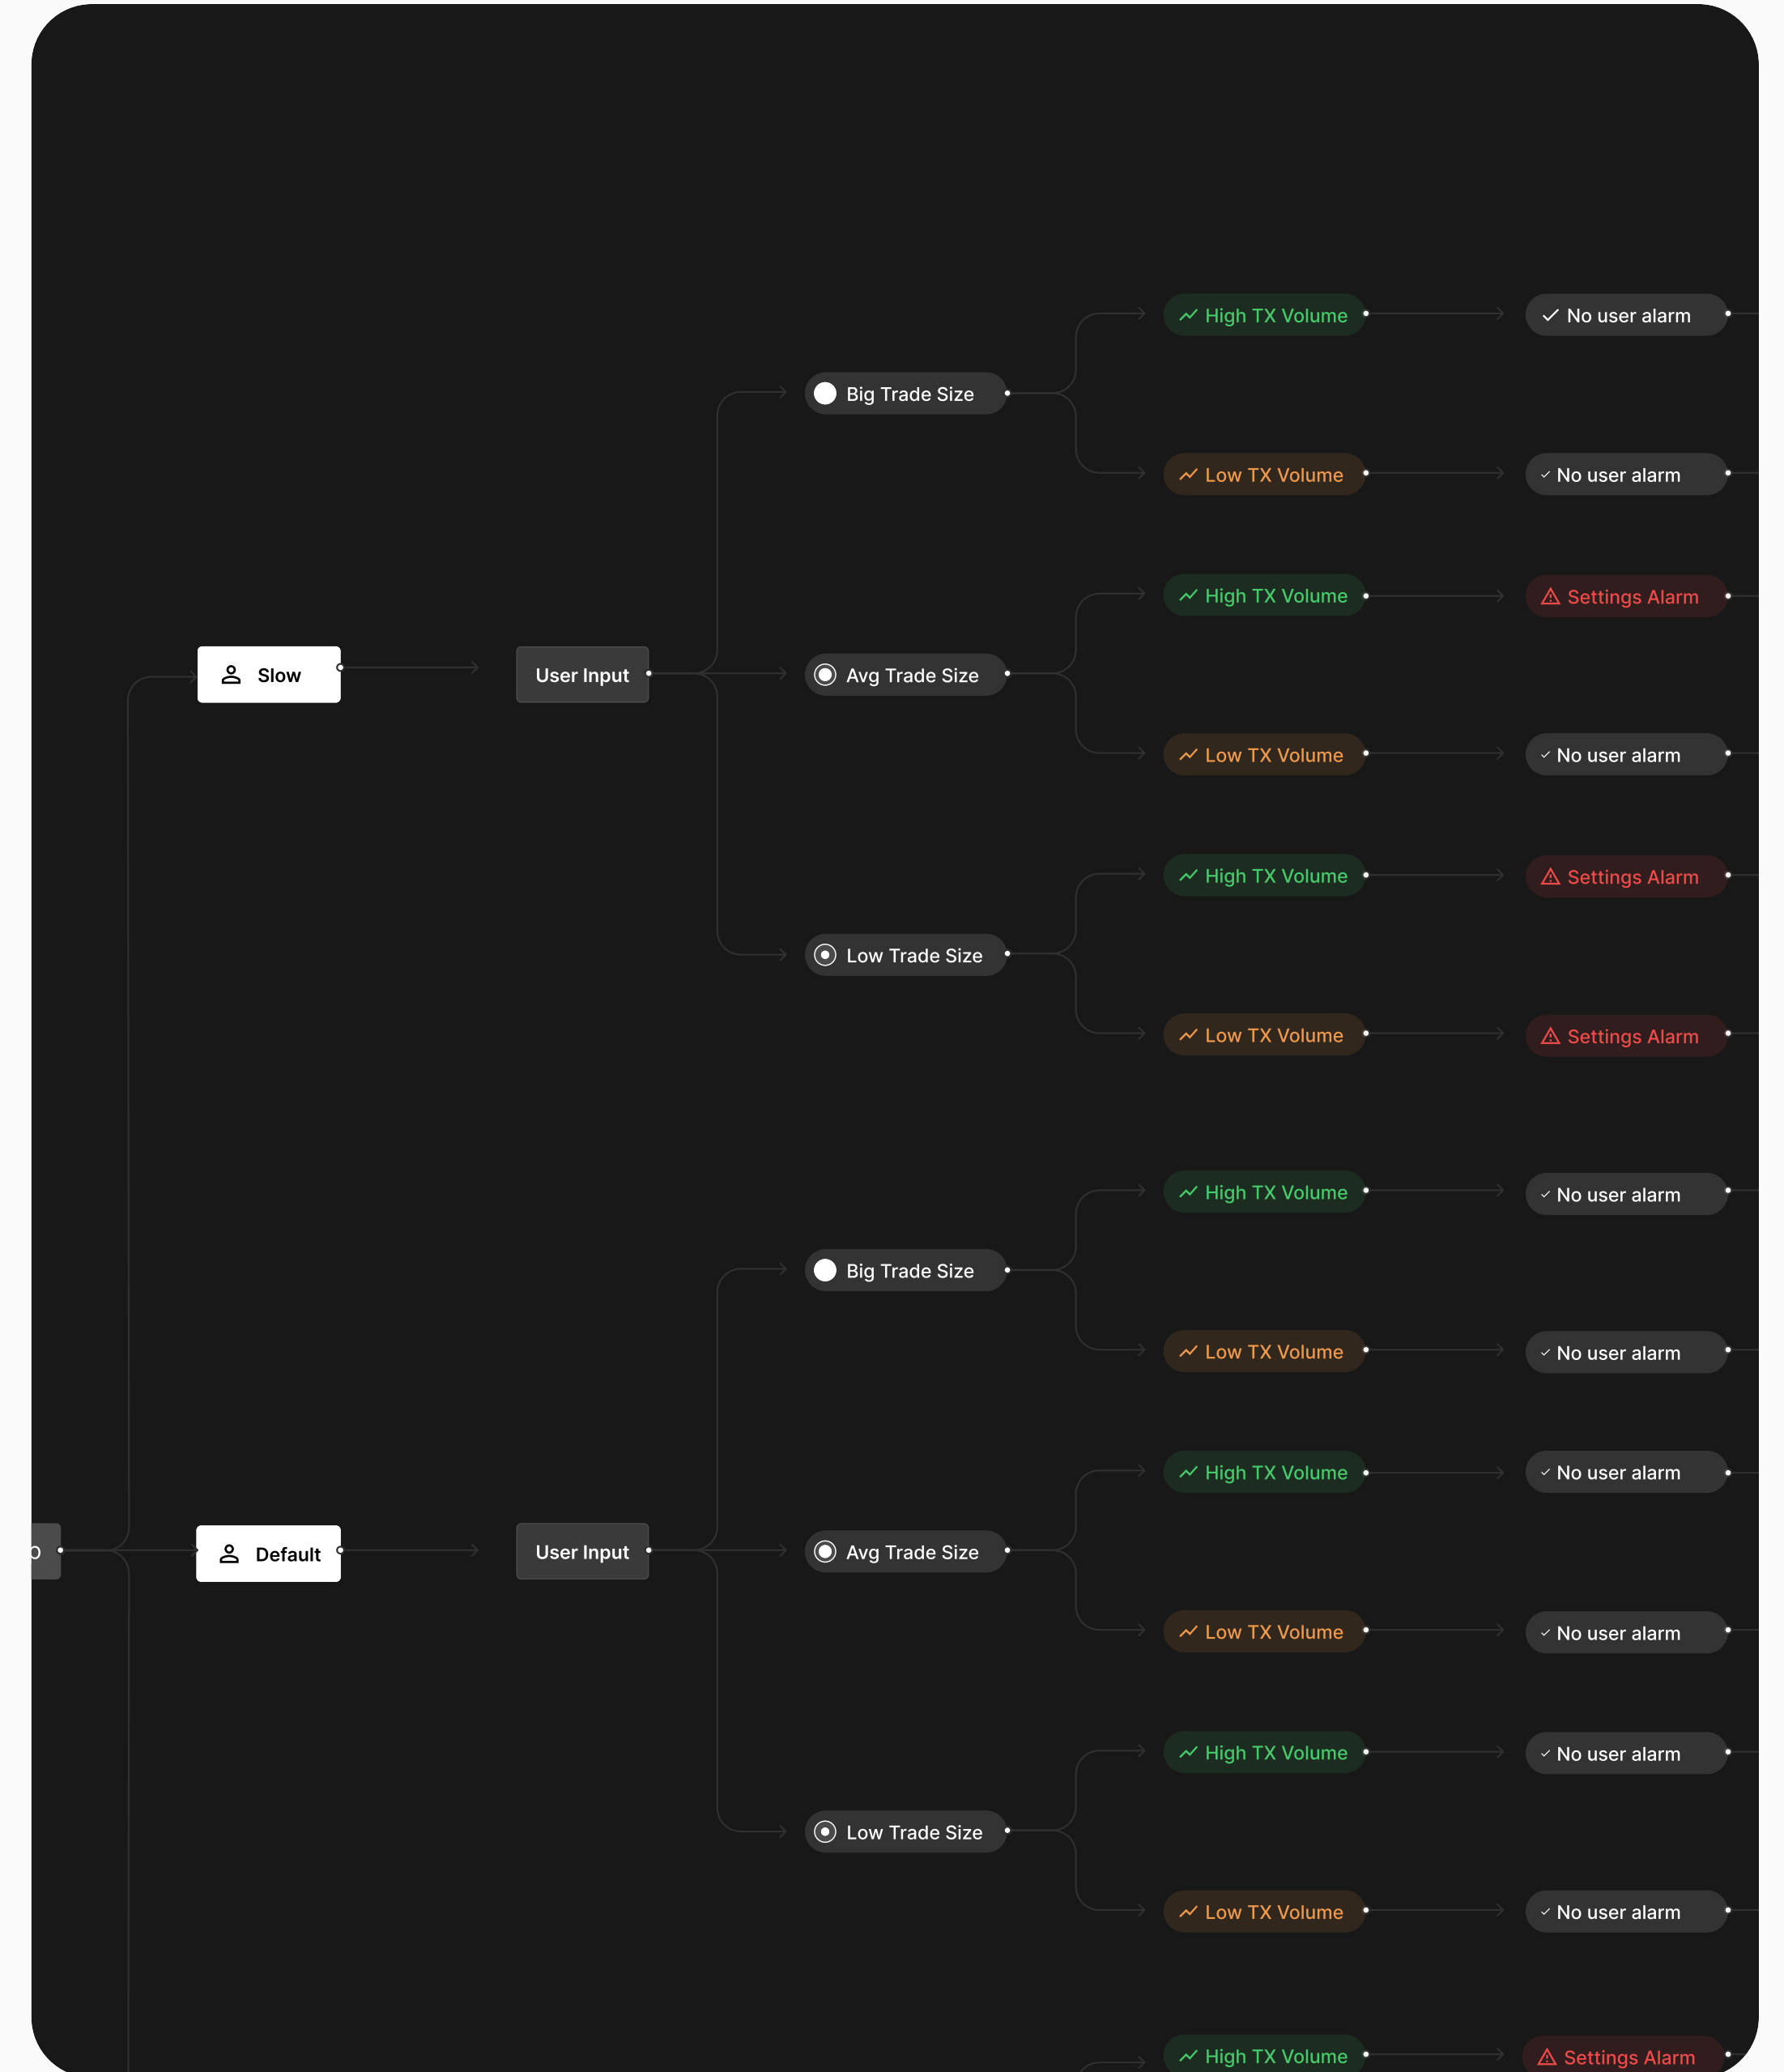 High TX Volume
No user alarm
Big Trade Size
Low TX Volume
No user alarm
High TX Volume
Settings Alarm
Slow
User Input
Avg Trade Size
Low TX Volume
No user alarm
High TX Volume
Settings Alarm
Low Trade Size
Low TX Volume
Settings Alarm
High TX Volume
No user alarm
Big Trade Size
Low TX Volume
No user alarm
High TX Volume
No user alarm
Default
User Input
Avg Trade Size
Low TX Volume
No user alarm
High TX Volume
No user alarm
Low Trade Size
Low TX Volume
No user alarm
High TX Volume
Settings Alarm